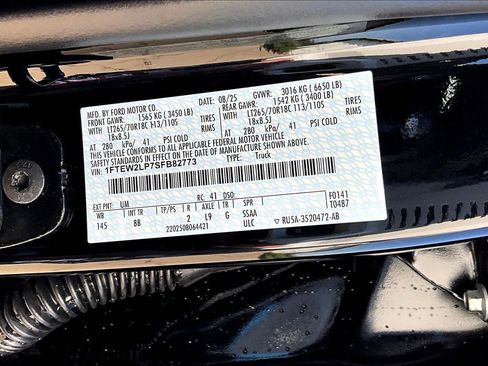 MFD. BY FORD MOTOR CO. 08/25 GVWR: 3016 KG ( 6650 LB)
FRONT GAWR: 1565 KG ( 3450 LB) REAR GAWR: 1542 KG ( 3400 LB)
WITH LT265/70R18C 113/110S TIRES WITH LT265/70R18C 113/110S TIRES
18x8.5J RIMS 18x8.5J RIMS
AT 280 kPa/ 41 PSI COLD AT 280 kPa/ 41 PSI COLD
THIS VEHICLE CONFORMS TO ALL APPLICABLE FEDERAL MOTOR VEHICLE
SAFETY STANDARDS IN EFFECT ON THE DATE OF MANUFACTURE SHOWN ABOVE.
VIN: 1FTEW2LP7SFB82773 TYPE: Truck
EXT PNT: UM RC: 41 DSO: F0141
WB INT TR TP/PS R AXLE TR SPR T0487
145 BB 2 L9 G SSAA
2202508064421 ULC RU5A-3520472-AB